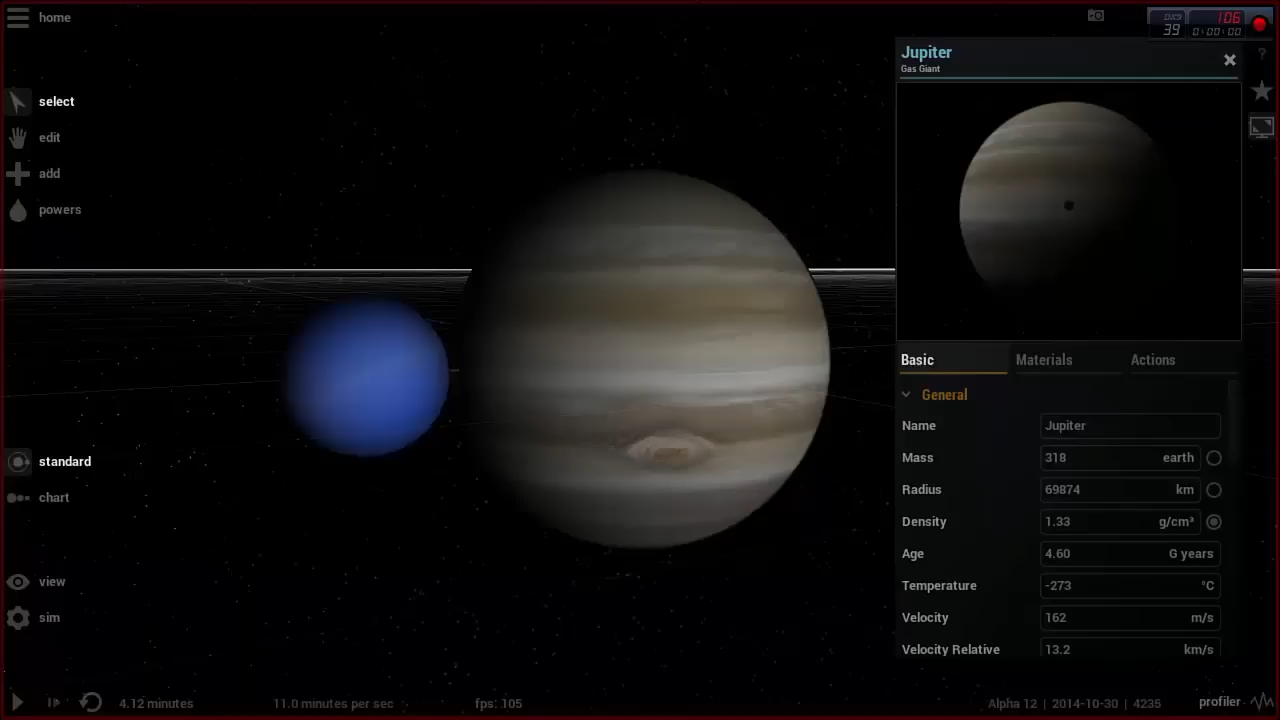 home
DX9 106
39 0:00:00
Jupiter
Gas Giant
?
select
edit
add
powers
Basic Materials Actions
General
Name Jupiter
Mass 318 earth
standard
Radius 69874 km
chart
Density 1.33 g/cm³
Age 4.60 G years
view
Temperature -273 °C
sim
Velocity 162 m/s
Velocity Relative 13.2 km/s
4.12 minutes 11.0 minutes per sec fps: 105 Alpha 12 | 2014-10-30 | 4235 profiler